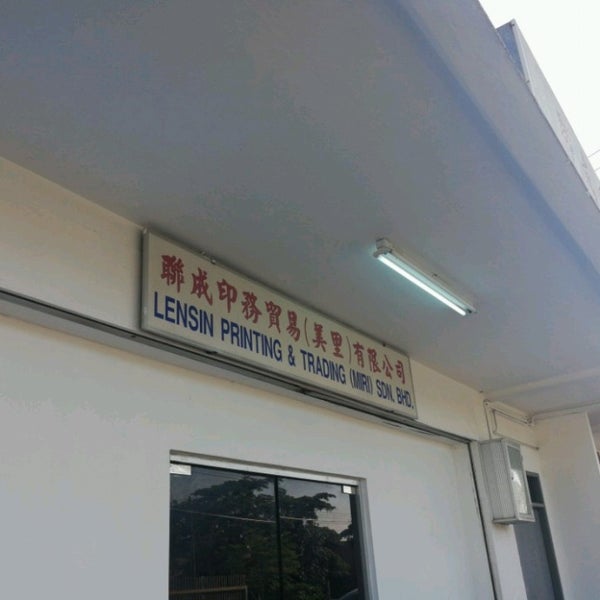 聯成印務貿易(美里)有限公司
LENSIN PRINTING & TRADING (MIRI) SDN. BHD.